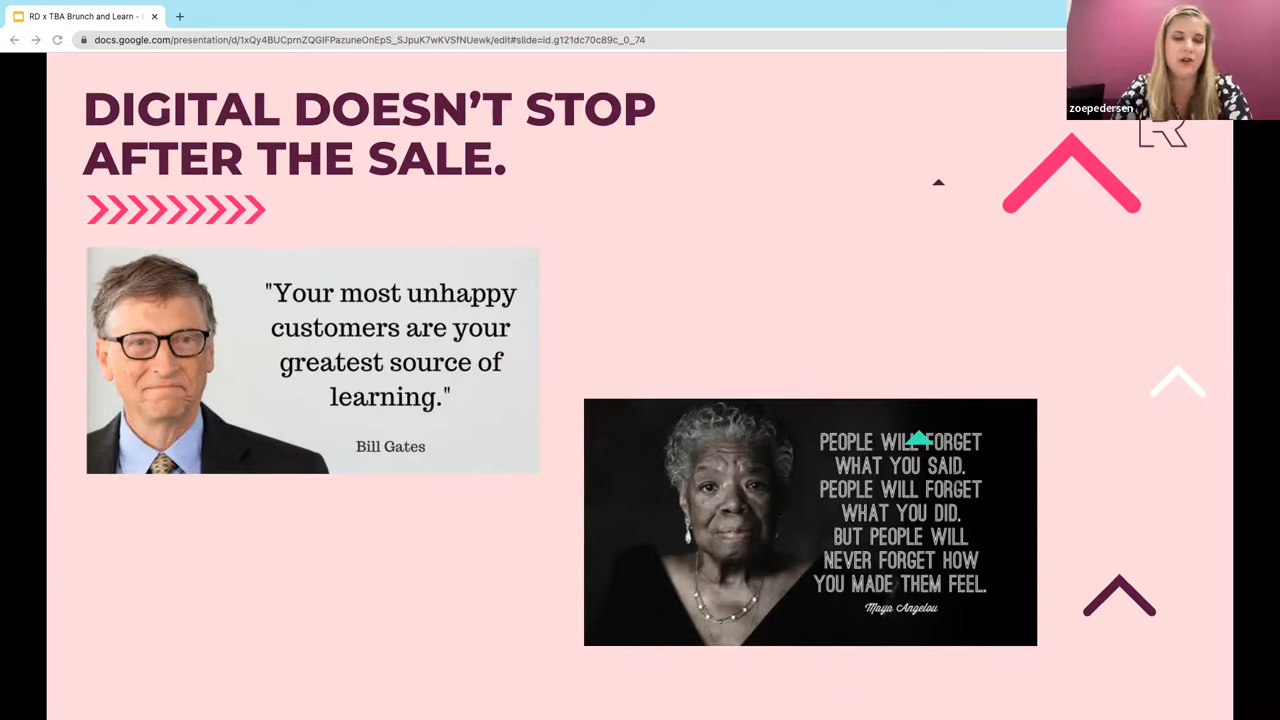 RD x TBA Brunch and Learn -
docs.google.com/presentation/d/1xQy4BUCprnZQGIFPazuneOnEpS_SJpuK7wKVSfNUewk/edit#slide=id.g121dc70c89c_0_74
zoepedersen
DIGITAL DOESN’T STOP
AFTER THE SALE.
"Your most unhappy
customers are your
greatest source of
learning."
Bill Gates
PEOPLE WILL FORGET
WHAT YOU SAID.
PEOPLE WILL FORGET
WHAT YOU DID.
BUT PEOPLE WILL
NEVER FORGET HOW
YOU MADE THEM FEEL.
Maya Angelou